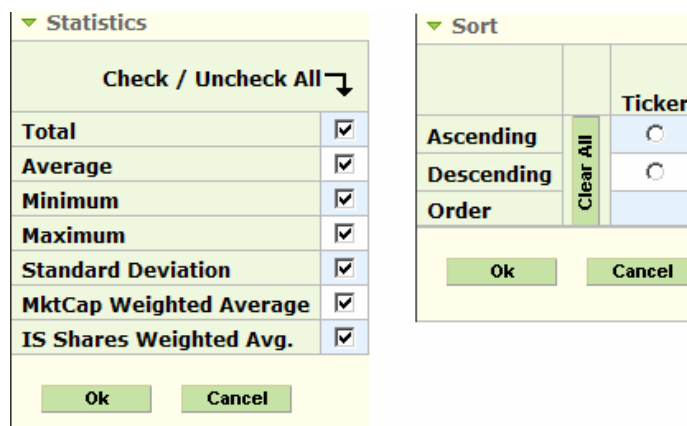 Statistics
Check / Uncheck All
Total
Average
Minimum
Maximum
Standard Deviation
MktCap Weighted Average
IS Shares Weighted Avg.
Ok Cancel
Sort
Ticker
Ascending
Descending
Order
Clear All
Ok Cancel